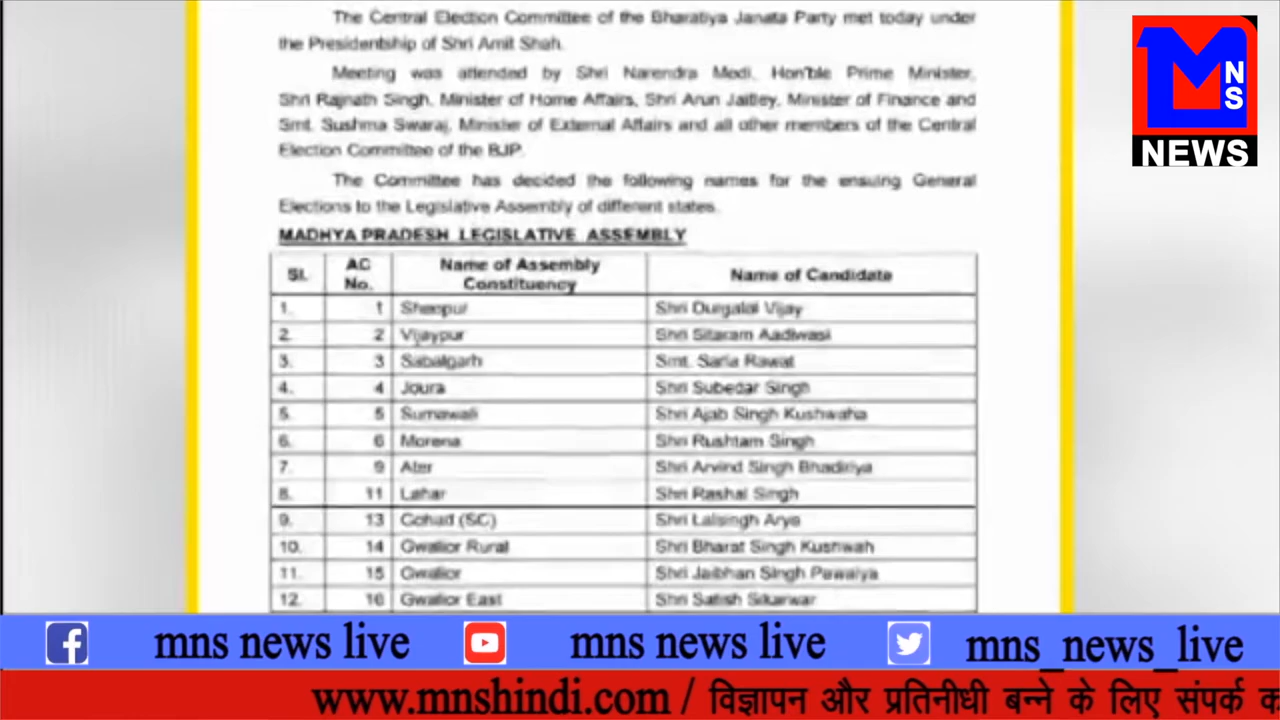 The Central Election Committee of the Bharatiya Janata Party met today under
the Presidentship of Shri Amit Shah.
Meeting was attended by Shri Narendra Modi, Hon'ble Prime Minister,
Shri Rajnath Singh, Minister of Home Affairs, Shri Arun Jaitley, Minister of Finance and
Smt. Sushma Swaraj, Minister of External Affairs and all other members of the Central
Election Committee of the BJP.
The Committee has decided the following names for the ensuing General
Elections to the Legislative Assembly of different states.
MADHYA PRADESH LEGISLATIVE ASSEMBLY
Sl. AC No. Name of Assembly Constituency Name of Candidate
1. 1 Sheopur Shri Durgalal Vijay
2. 2 Vijaypur Shri Sitaram Aadiwasi
3. 3 Sabalgarh Smt. Sarla Rawat
4. 4 Joura Shri Subedar Singh
5. 5 Sumawali Shri Ajab Singh Kushwaha
6. 6 Morena Shri Rushtam Singh
7. 9 Ater Shri Arvind Singh Bhadiriya
8. 11 Lahar Shri Rashal Singh
9. 13 Gohad (SC) Shri Lalsingh Arya
10. 14 Gwalior Rural Shri Bharat Singh Kushwah
11. 15 Gwalior Shri Jaibhan Singh Pawaiya
12. 16 Gwalior East Shri Satish Sikarwar
MNS
NEWS
mns news live mns news live mns_news_live
www.mnshindi.com / विज्ञापन और प्रतिनीधी बन्ने के लिए संपर्क क